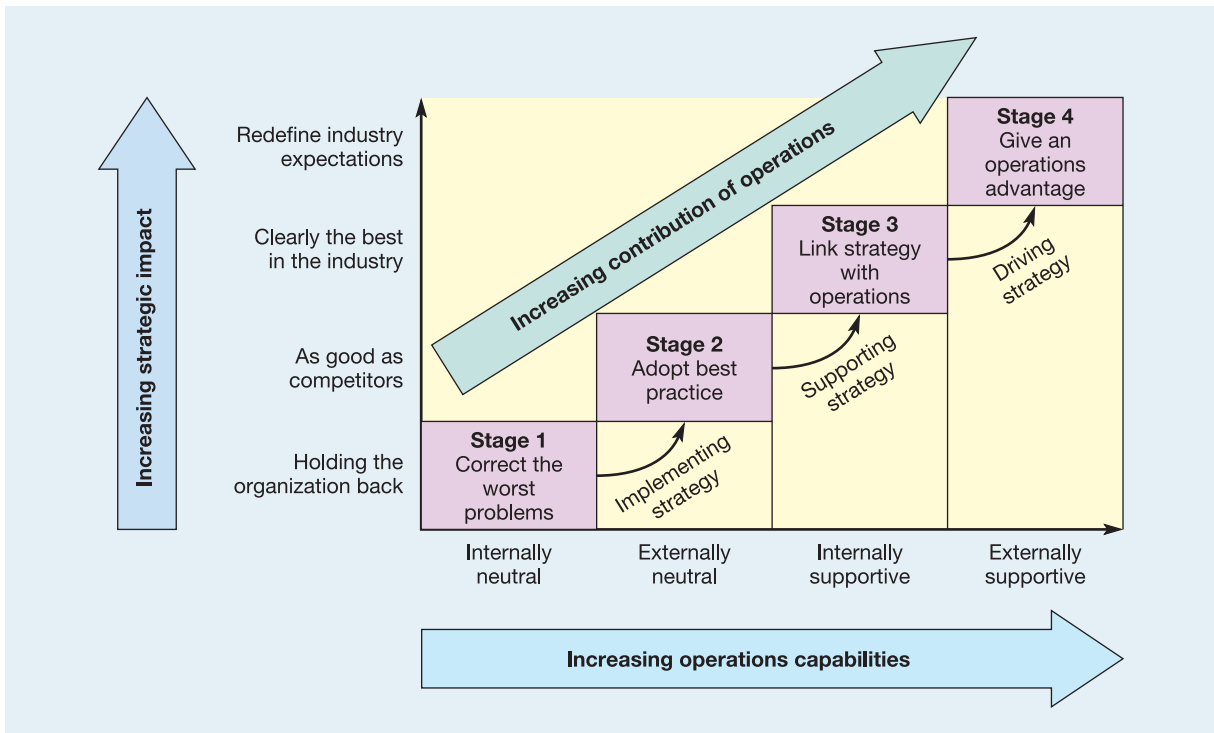 Increasing strategic impact
Redefine industry
expectations
Clearly the best
in the industry
As good as
competitors
Holding the
organization back
Increasing contribution of operations
Stage 4
Give an
operations
advantage
Stage 3
Link strategy
with
operations
Driving
strategy
Stage 2
Adopt best
practice
Supporting
strategy
Stage 1
Correct the
worst
problems
Implementing
strategy
Internally
neutral
Externally
neutral
Internally
supportive
Externally
supportive
Increasing operations capabilities